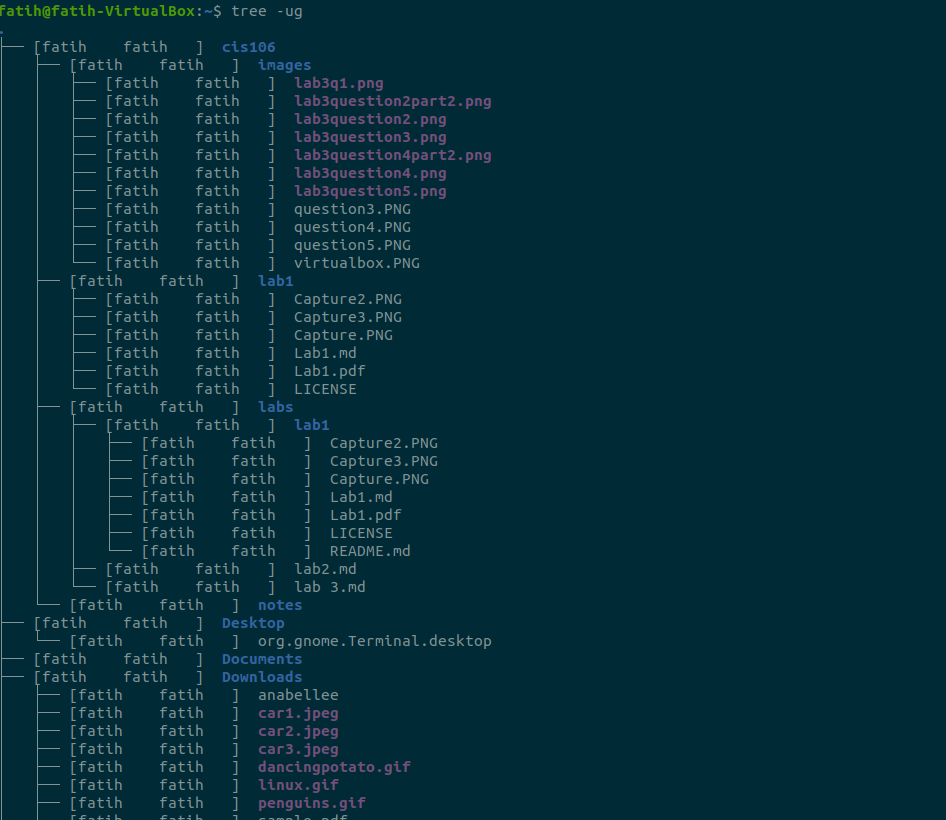 fatih@fatih-VirtualBox:~$ tree -ug
.
├── [fatih    fatih   ]  cis106
│   ├── [fatih    fatih   ]  images
│   │   ├── [fatih    fatih   ]  lab3q1.png
│   │   ├── [fatih    fatih   ]  lab3question2part2.png
│   │   ├── [fatih    fatih   ]  lab3question2.png
│   │   ├── [fatih    fatih   ]  lab3question3.png
│   │   ├── [fatih    fatih   ]  lab3question4part2.png
│   │   ├── [fatih    fatih   ]  lab3question4.png
│   │   ├── [fatih    fatih   ]  lab3question5.png
│   │   ├── [fatih    fatih   ]  question3.PNG
│   │   ├── [fatih    fatih   ]  question4.PNG
│   │   ├── [fatih    fatih   ]  question5.PNG
│   │   └── [fatih    fatih   ]  virtualbox.PNG
│   ├── [fatih    fatih   ]  lab1
│   │   ├── [fatih    fatih   ]  Capture2.PNG
│   │   ├── [fatih    fatih   ]  Capture3.PNG
│   │   ├── [fatih    fatih   ]  Capture.PNG
│   │   ├── [fatih    fatih   ]  Lab1.md
│   │   ├── [fatih    fatih   ]  Lab1.pdf
│   │   └── [fatih    fatih   ]  LICENSE
│   ├── [fatih    fatih   ]  labs
│   │   ├── [fatih    fatih   ]  lab1
│   │   │   ├── [fatih    fatih   ]  Capture2.PNG
│   │   │   ├── [fatih    fatih   ]  Capture3.PNG
│   │   │   ├── [fatih    fatih   ]  Capture.PNG
│   │   │   ├── [fatih    fatih   ]  Lab1.md
│   │   │   ├── [fatih    fatih   ]  Lab1.pdf
│   │   │   ├── [fatih    fatih   ]  LICENSE
│   │   │   └── [fatih    fatih   ]  README.md
│   │   ├── [fatih    fatih   ]  lab2.md
│   │   └── [fatih    fatih   ]  lab 3.md
│   └── [fatih    fatih   ]  notes
├── [fatih    fatih   ]  Desktop
│   └── [fatih    fatih   ]  org.gnome.Terminal.desktop
├── [fatih    fatih   ]  Documents
├── [fatih    fatih   ]  Downloads
│   ├── [fatih    fatih   ]  anabellee
│   ├── [fatih    fatih   ]  car1.jpeg
│   ├── [fatih    fatih   ]  car2.jpeg
│   ├── [fatih    fatih   ]  car3.jpeg
│   ├── [fatih    fatih   ]  dancingpotato.gif
│   ├── [fatih    fatih   ]  linux.gif
│   ├── [fatih    fatih   ]  penguins.gif
│   ├── [fatih    fatih   ]  sample.pdf